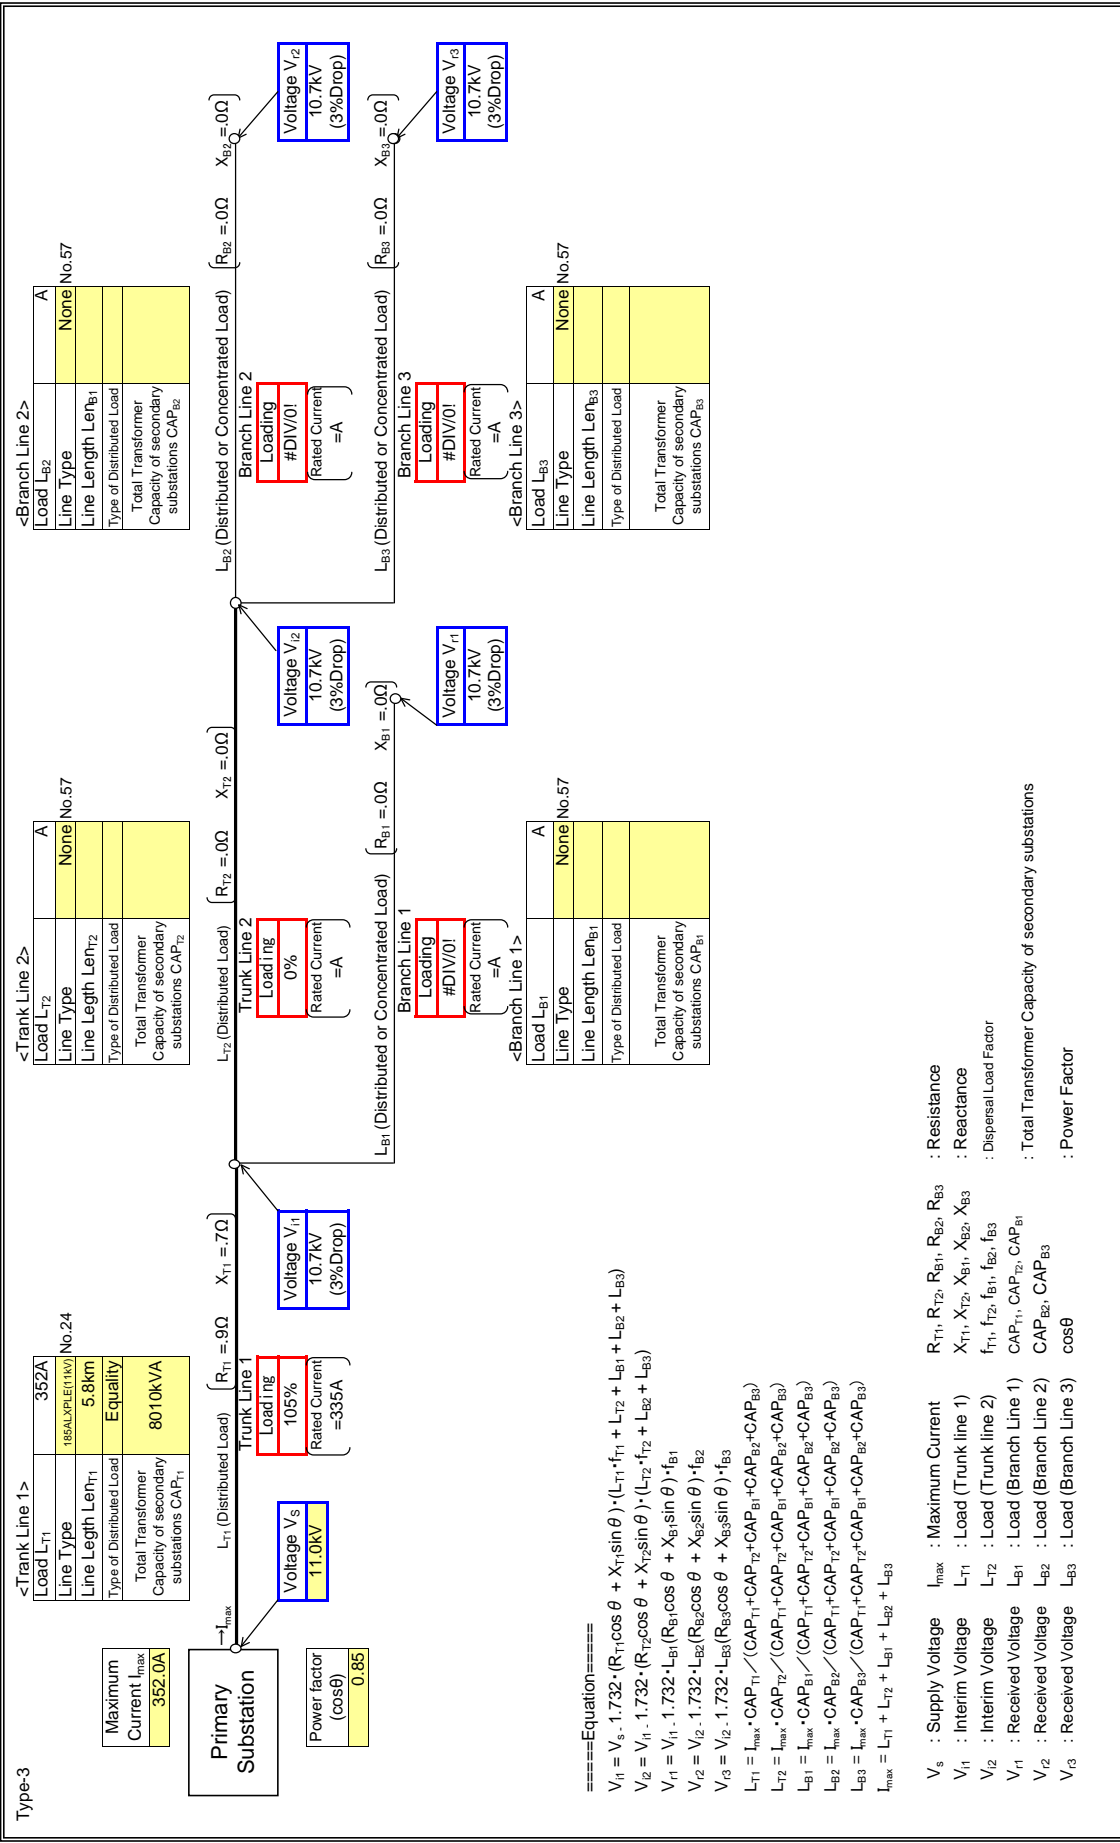 Type-3
Maximum
Current Imax
352.0A
<Trank Line 1>
Load LT1 352A
Line Type 185ALXPLE(11kV) No.24
Line Legth LenT1 5.8km
Type of Distributed Load Equality
Total Transformer
Capacity of secondary
substations CAPT1
8010kVA
<Trank Line 2>
Load LT2 A
Line Type None No.57
Line Legth LenT2
Type of Distributed Load
Total Transformer
Capacity of secondary
substations CAPT2
<Branch Line 2>
Load LB2 A
Line Type None No.57
Line Length LenB1
Type of Distributed Load
Total Transformer
Capacity of secondary
substations CAPB2
Primary
Substation
→Imax
LT1 (Distributed Load)
RT1 =.9Ω XT1 =.7Ω
LT2 (Distributed Load)
RT2 =.0Ω XT2 =.0Ω
LB2 (Distributed or Concentrated Load)
RB2 =.0Ω XB2 =.0Ω
Power factor
(cosθ)
0.85
Voltage VS
11.0kV
Trunk Line 1
Loading
105%
Rated Current
=335A
Voltage Vi1
10.7kV
(3%Drop)
Trunk Line 2
Loading
0%
Rated Current
=A
Voltage Vi2
10.7kV
(3%Drop)
Branch Line 2
Loading
#DIV/0!
Rated Current
=A
Voltage Vr2
10.7kV
(3%Drop)
LB1 (Distributed or Concentrated Load)
RB1 =.0Ω XB1 =.0Ω
LB3 (Distributed or Concentrated Load)
RB3 =.0Ω XB3 =.0Ω
Branch Line 1
Loading
#DIV/0!
Rated Current
=A
Voltage Vr1
10.7kV
(3%Drop)
Branch Line 3
Loading
#DIV/0!
Rated Current
=A
Voltage Vr3
10.7kV
(3%Drop)
<Branch Line 1>
Load LB1 A
Line Type None No.57
Line Length LenB1
Type of Distributed Load
Total Transformer
Capacity of secondary
substations CAPB1
<Branch Line 3>
Load LB3 A
Line Type None No.57
Line Length LenB3
Type of Distributed Load
Total Transformer
Capacity of secondary
substations CAPB3
=====Equation=====
Vi1 = Vs - 1.732・(RT1cos θ + XT1sin θ)・(LT1・fT1 + LT2 + LB1 + LB2 + LB3)
Vi2 = Vi1 - 1.732・(RT2cos θ + XT2sin θ)・(LT2・fT2 + LB2 + LB3)
Vr1 = Vi1 - 1.732・LB1(RB1cos θ + XB1sin θ)・fB1
Vr2 = Vi2 - 1.732・LB2(RB2cos θ + XB2sin θ)・fB2
Vr3 = Vi2 - 1.732・LB3(RB3cos θ + XB3sin θ)・fB3
LT1 = Imax・CAPT1／(CAPT1+CAPT2+CAPB1+CAPB2+CAPB3)
LT2 = Imax・CAPT2／(CAPT1+CAPT2+CAPB1+CAPB2+CAPB3)
LB1 = Imax・CAPB1／(CAPT1+CAPT2+CAPB1+CAPB2+CAPB3)
LB2 = Imax・CAPB2／(CAPT1+CAPT2+CAPB1+CAPB2+CAPB3)
LB3 = Imax・CAPB3／(CAPT1+CAPT2+CAPB1+CAPB2+CAPB3)
Imax = LT1 + LT2 + LB1 + LB2 + LB3
Vs : Supply Voltage Imax : Maximum Current RT1, RT2, RB1, RB2, RB3 : Resistance
Vi1 : Interim Voltage LT1 : Load (Trunk line 1) XT1, XT2, XB1, XB2, XB3 : Reactance
Vi2 : Interim Voltage LT2 : Load (Trunk line 2) fT1, fT2, fB1, fB2, fB3 : Dispersal Load Factor
Vr1 : Received Voltage LB1 : Load (Branch Line 1) CAPT1, CAPT2, CAPB1
Vr2 : Received Voltage LB2 : Load (Branch Line 2) CAPB2, CAPB3 : Total Transformer Capacity of secondary substations
Vr3 : Received Voltage LB3 : Load (Branch Line 3) cosθ : Power Factor